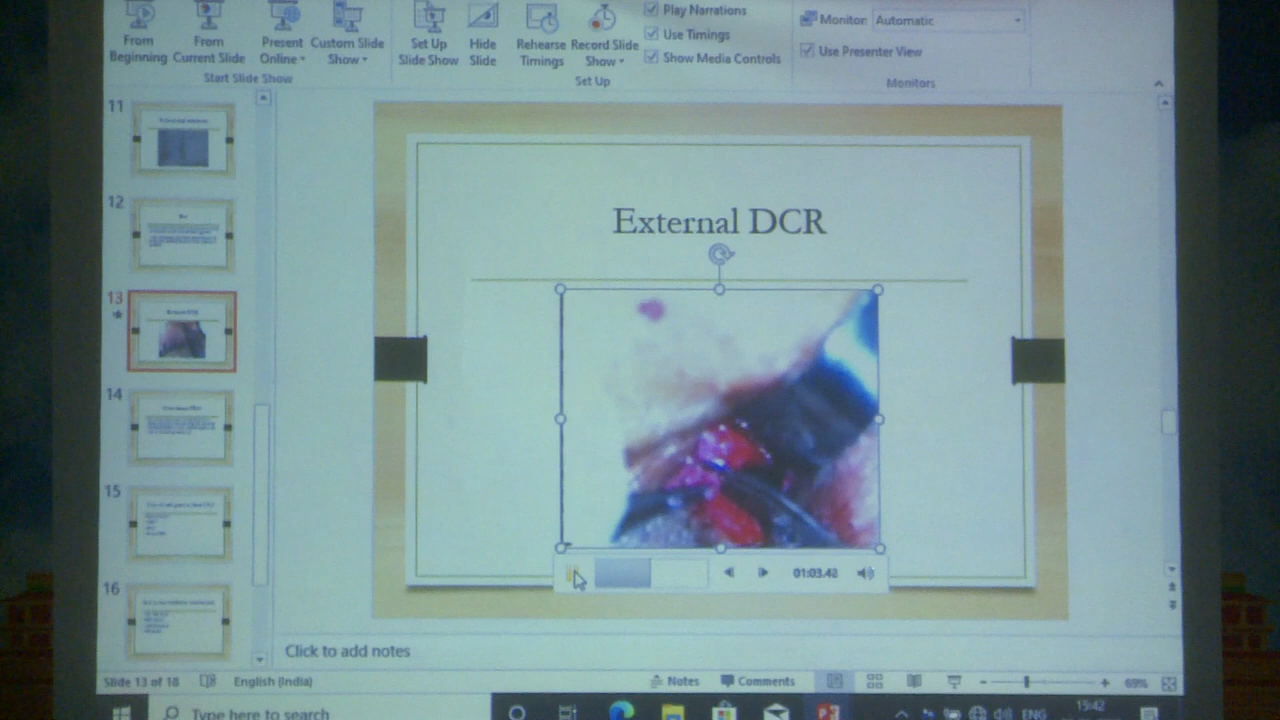 From Beginning
From Current Slide
Present Online
Custom Slide Show
Start Slide Show
Set Up Slide Show
Hide Slide
Rehearse Timings
Record Slide Show
Play Narrations
Use Timings
Show Media Controls
Set Up
Monitor: Automatic
Use Presenter View
Monitors
11
12
13
External DCR
14
15
16
External DCR
01:03.42
Click to add notes
Slide 13 of 18
English (India)
Notes
Comments
69%
Type here to search
ENG
15:42